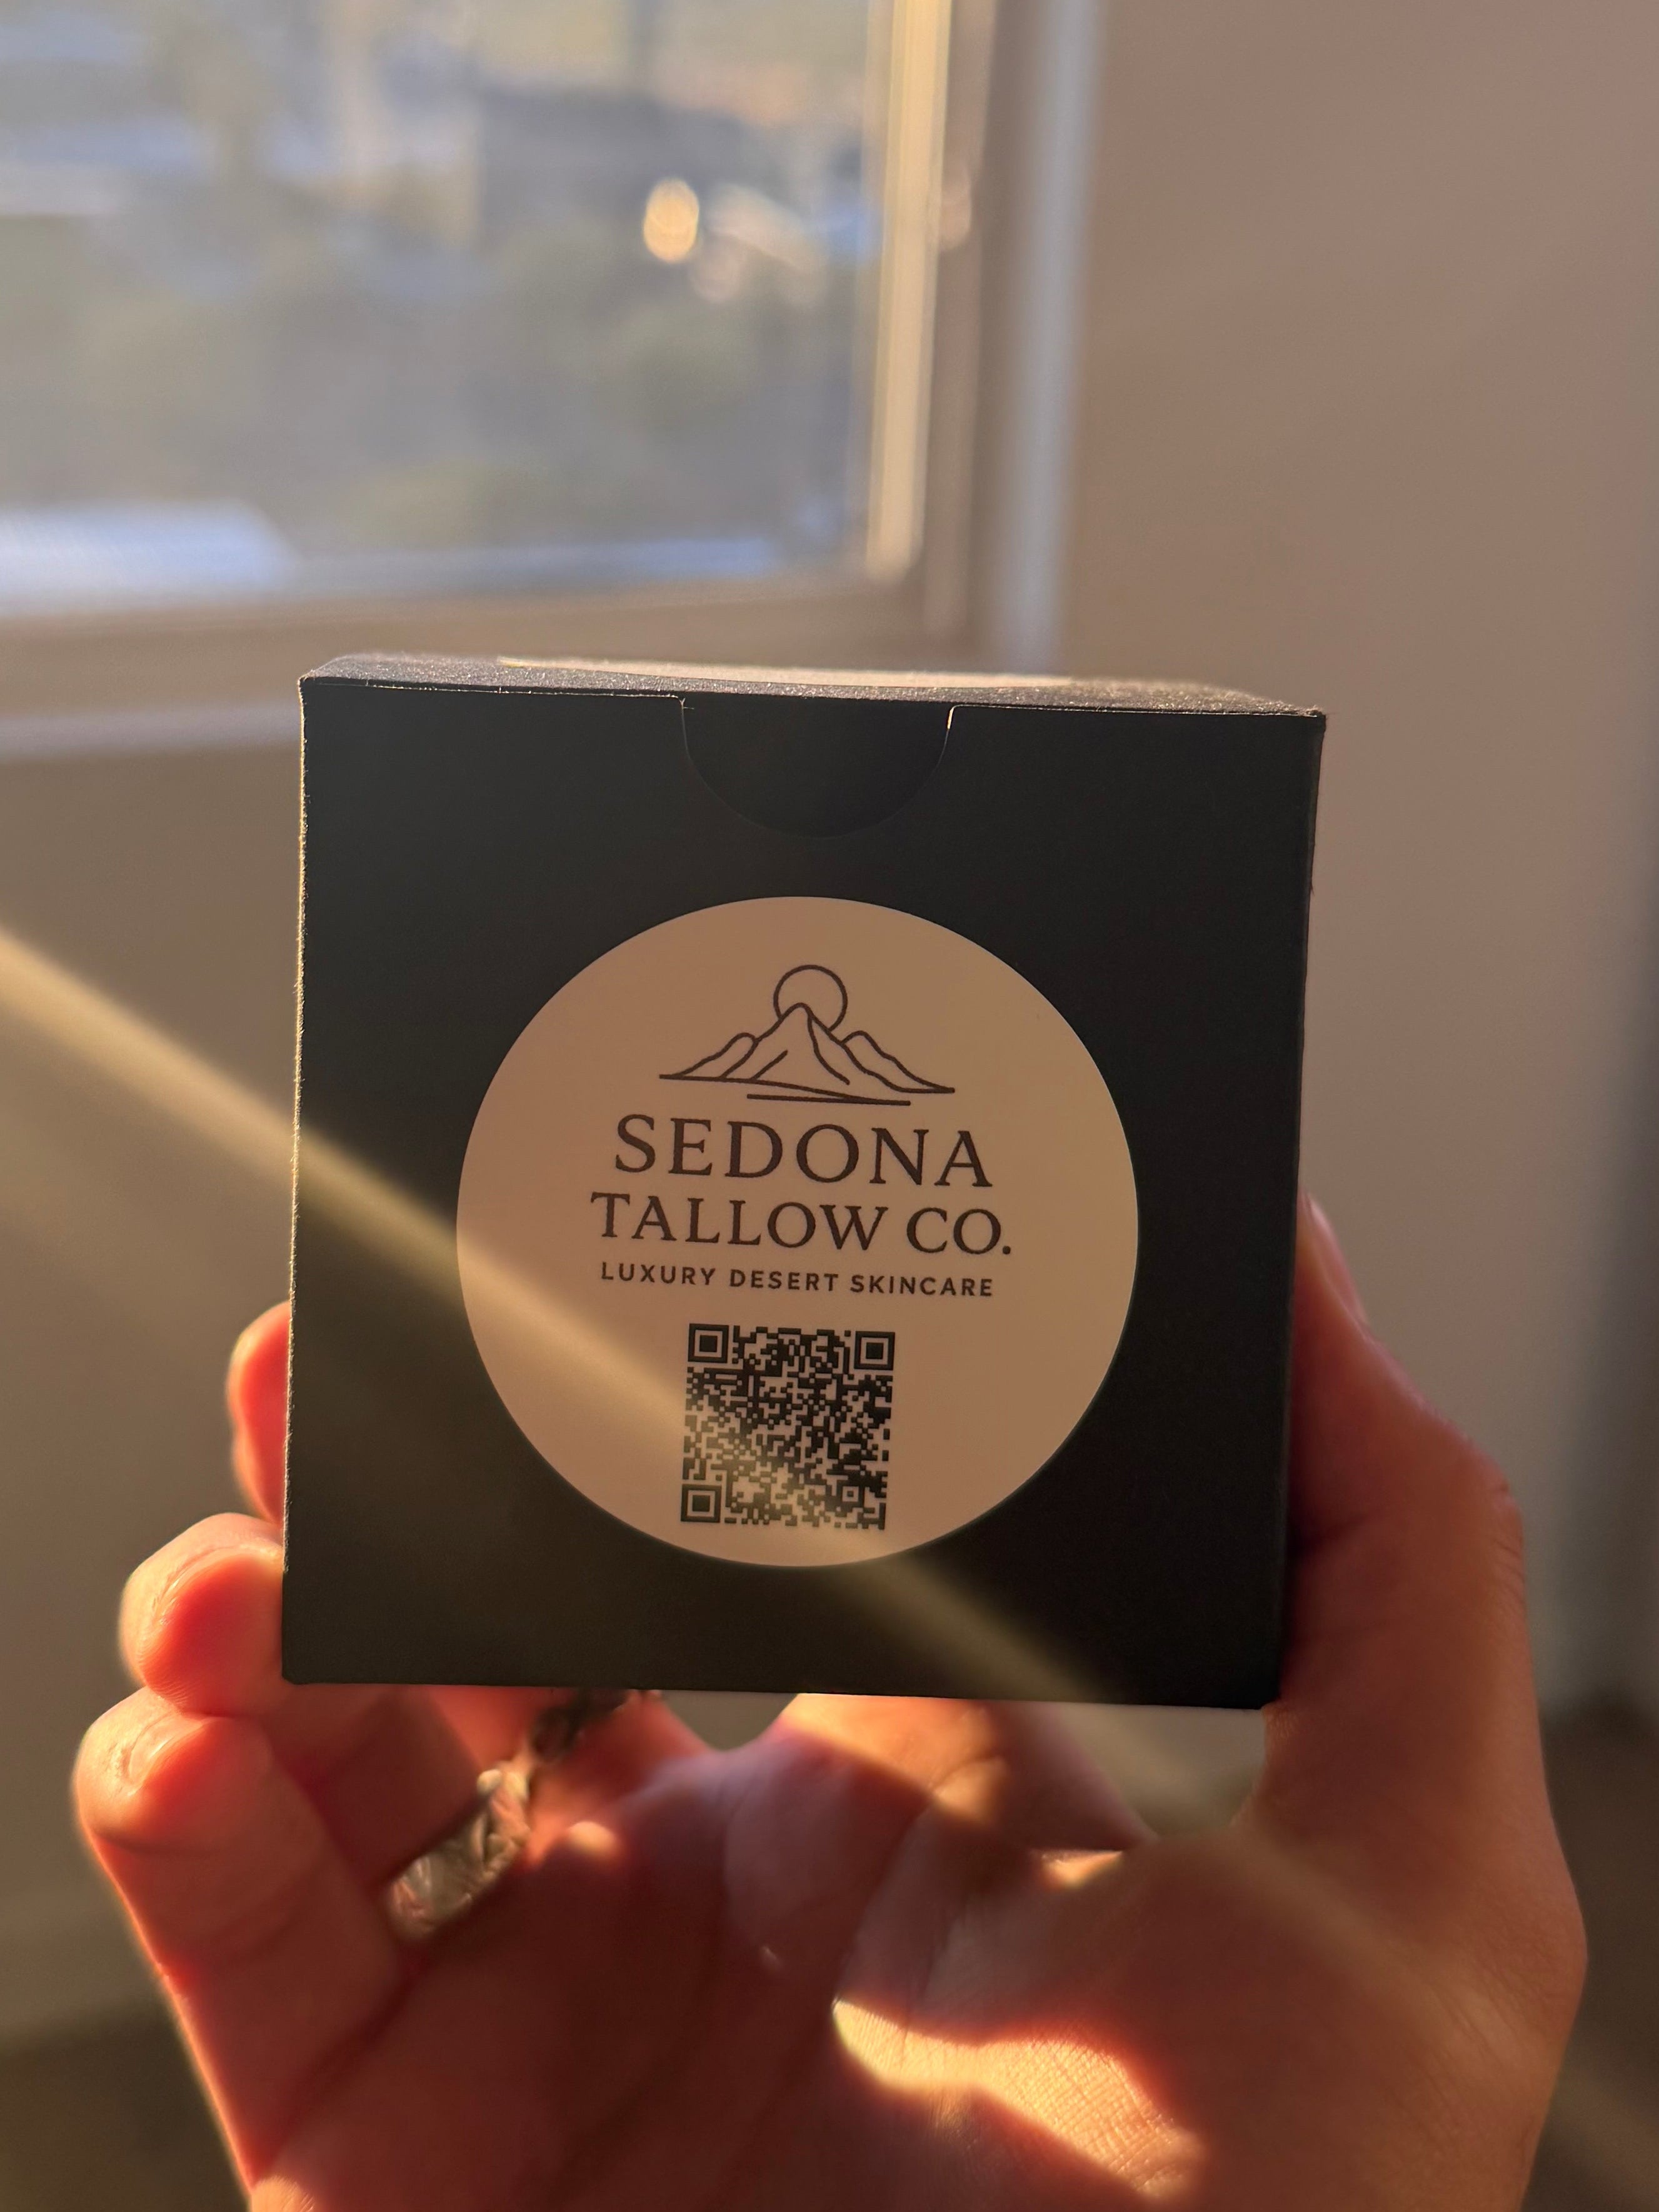 SEDONA
TALLOW CO.
LUXURY DESERT SKINCARE